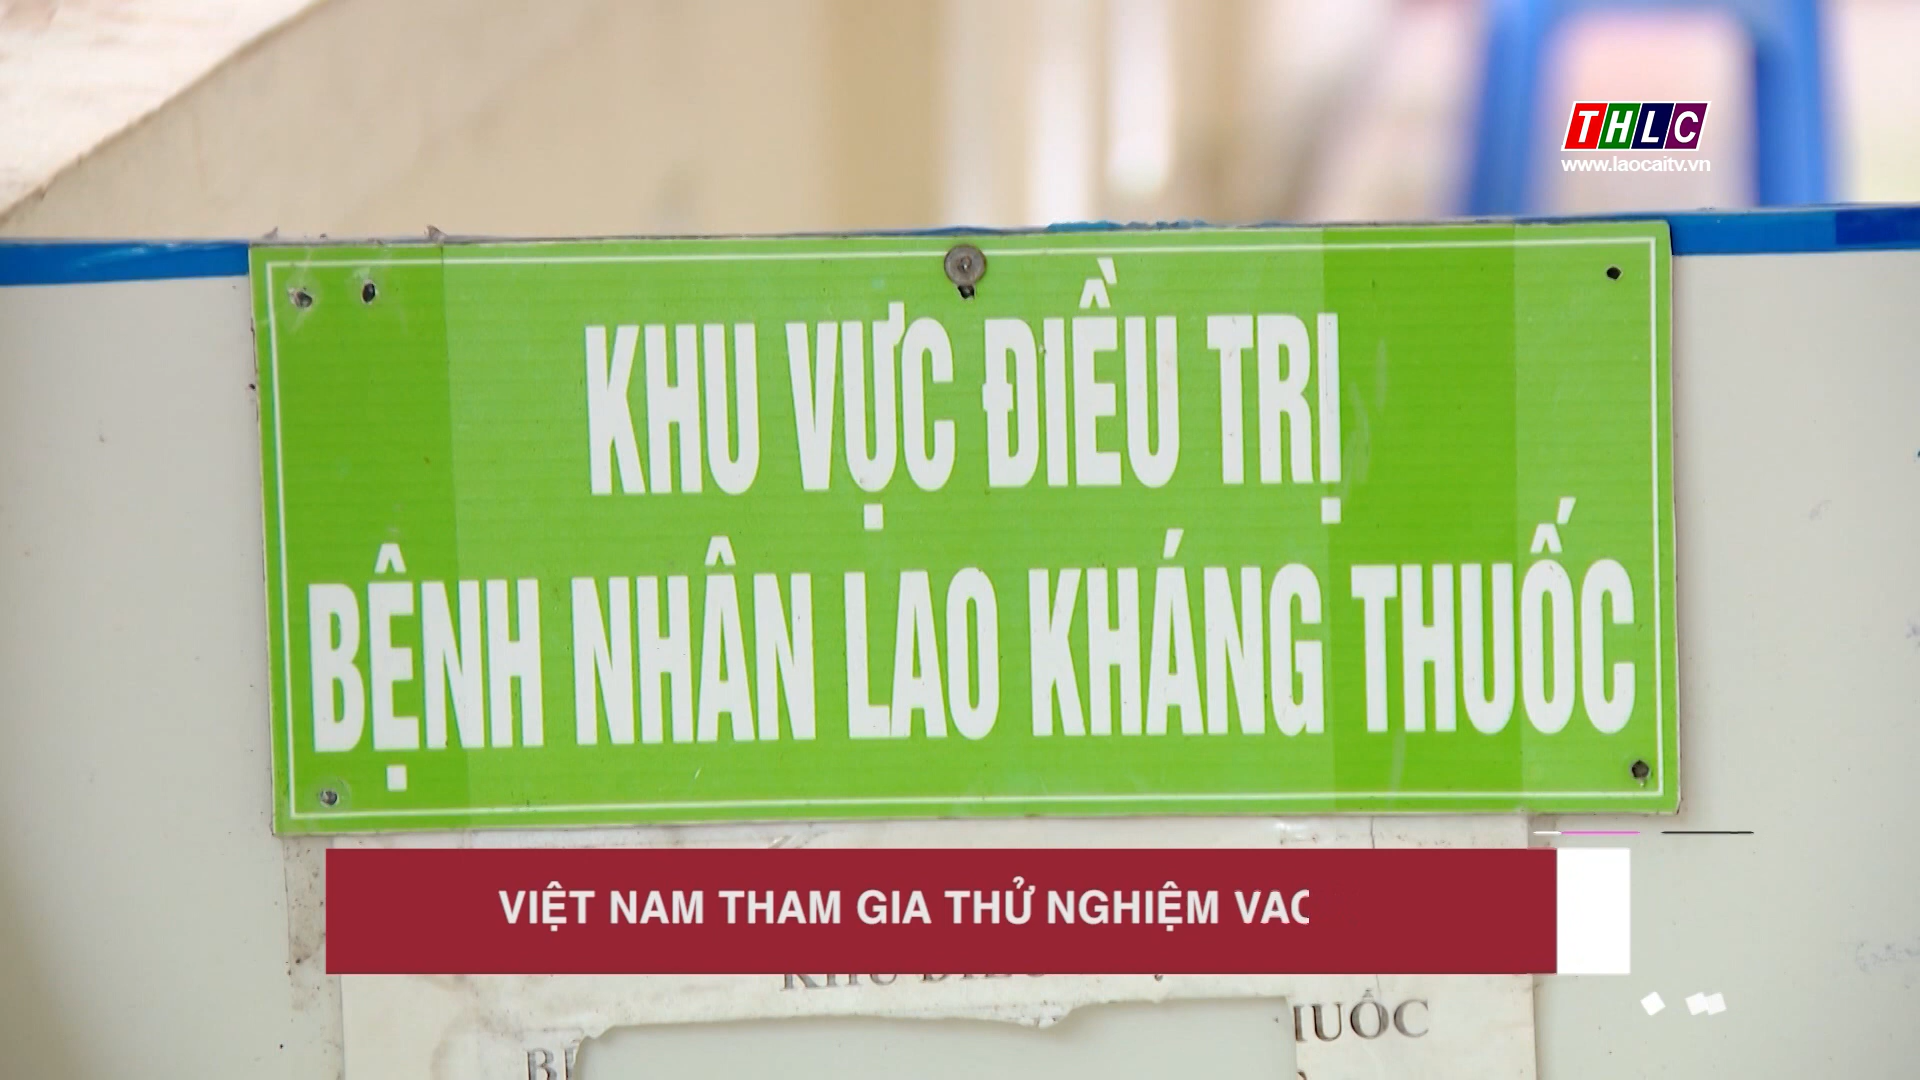 THLC
www.laocaitv.vn
KHU VỰC ĐIỀU TRỊ
BỆNH NHÂN LAO KHÁNG THUỐC
VIỆT NAM THAM GIA THỬ NGHIỆM VAC